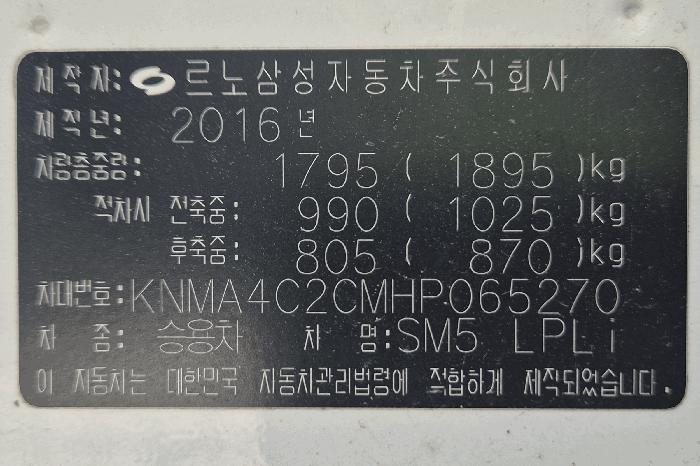 제작자: 르노삼성자동차주식회사
제작년: 2016년
차량총중량: 1795 ( 1895 )kg
적차시 전축중: 990 ( 1025 )kg
후축중: 805 ( 870 )kg
차대번호: KNMA4C2CMHP065270
차 종: 승용차 차 명: SM5 LPLi
이 자동차는 대한민국 자동차관리법령에 적합하게 제작되었습니다.